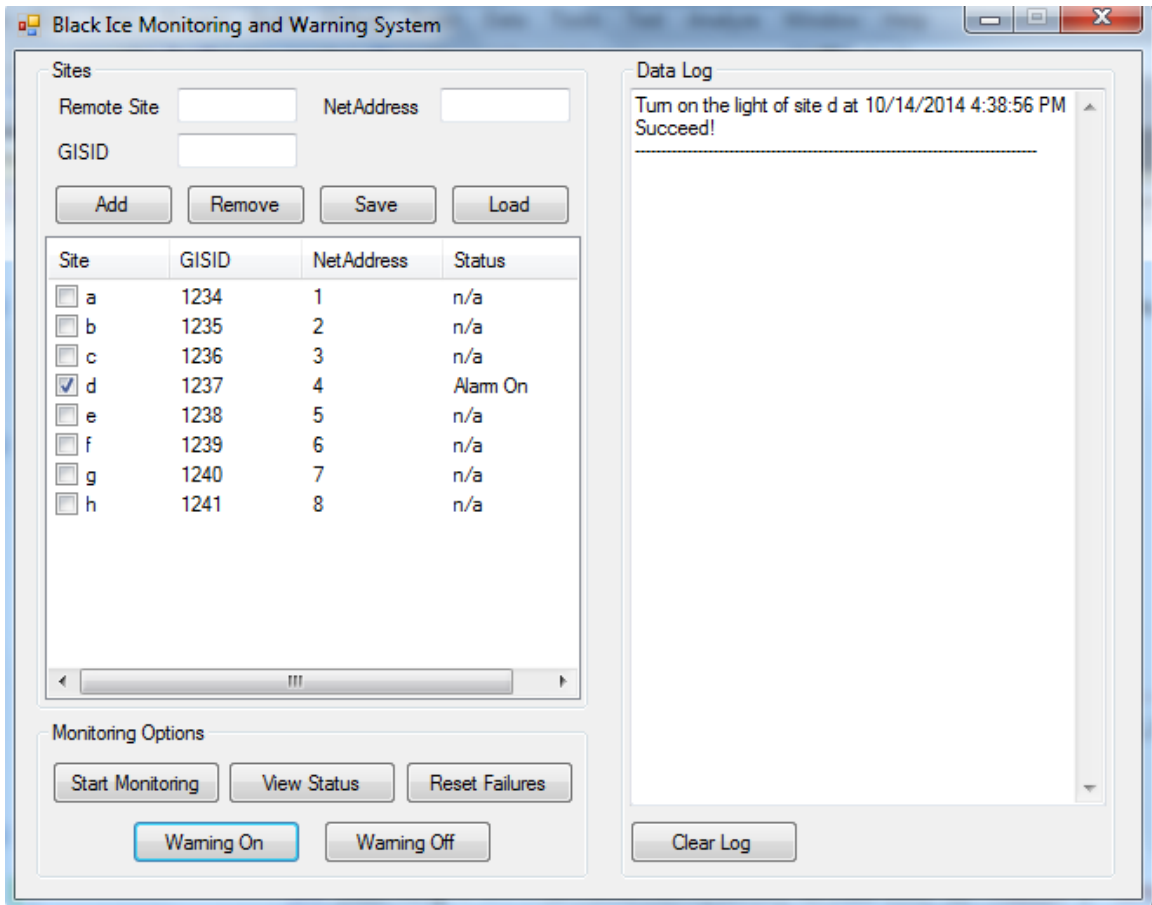 Black Ice Monitoring and Warning System
Sites
Remote Site NetAddress
GISID
Add Remove Save Load
Site GISID NetAddress Status
a 1234 1 n/a
b 1235 2 n/a
c 1236 3 n/a
d 1237 4 Alarm On
e 1238 5 n/a
f 1239 6 n/a
g 1240 7 n/a
h 1241 8 n/a
Monitoring Options
Start Monitoring View Status Reset Failures
Warning On Warning Off
Data Log
Turn on the light of site d at 10/14/2014 4:38:56 PM
Succeed!
--------------------------------------------------------------------------------
Clear Log